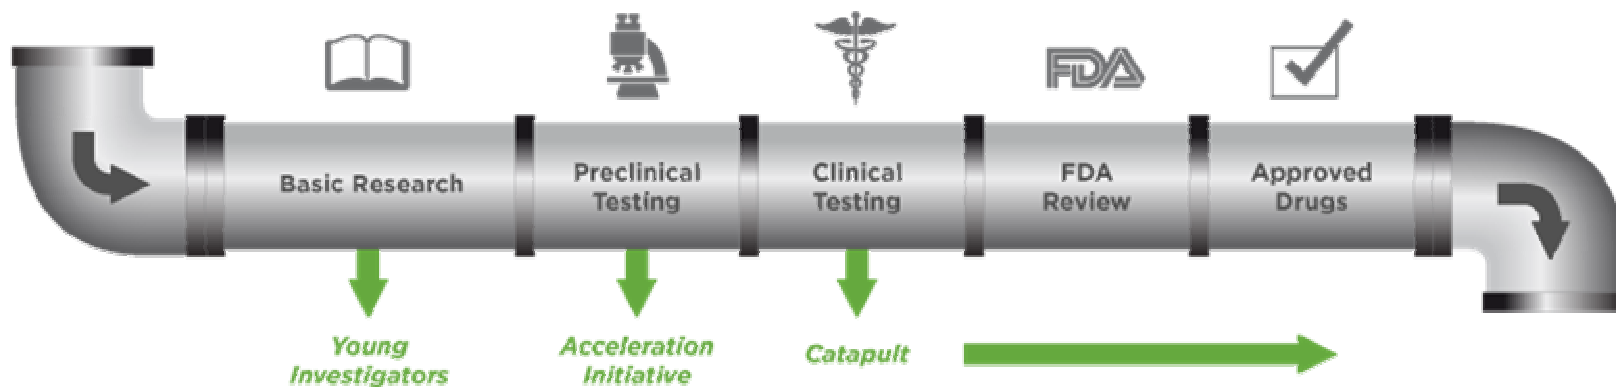 FDA
Basic Research
Preclinical
Testing
Clinical
Testing
FDA
Review
Approved
Drugs
Young
Investigators
Acceleration
Initiative
Catapult